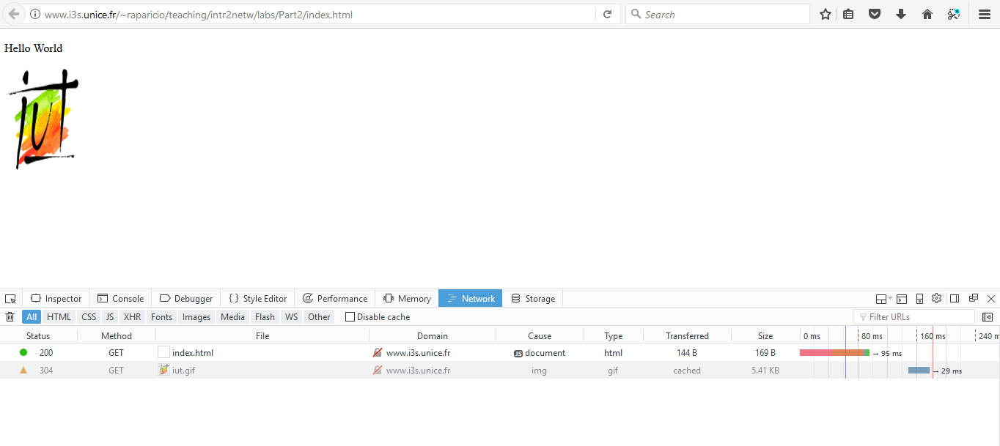 www.i3s.unice.fr/~raparicio/teaching/intr2netw/labs/Part2/index.html Search
Hello World
iut
Inspector Console Debugger { } Style Editor Performance Memory Network Storage
All HTML CSS JS XHR Fonts Images Media Flash WS Other Disable cache Filter URLs
Status Method File Domain Cause Type Transferred Size 0 ms 80 ms 160 ms 240 m
200 GET index.html www.i3s.unice.fr JS document html 144 B 169 B → 95 ms
304 GET iut.gif www.i3s.unice.fr img gif cached 5.41 KB → 29 ms